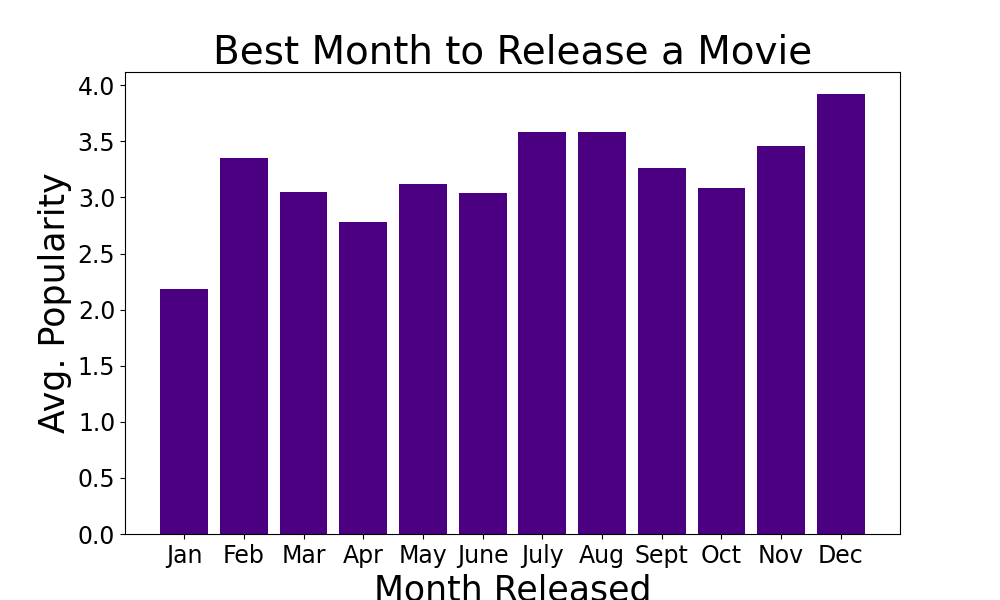 Best Month to Release a Movie
Avg. Popularity
4.0
3.5
3.0
2.5
2.0
1.5
1.0
0.5
0.0
Jan Feb Mar Apr May June July Aug Sept Oct Nov Dec
Month Released